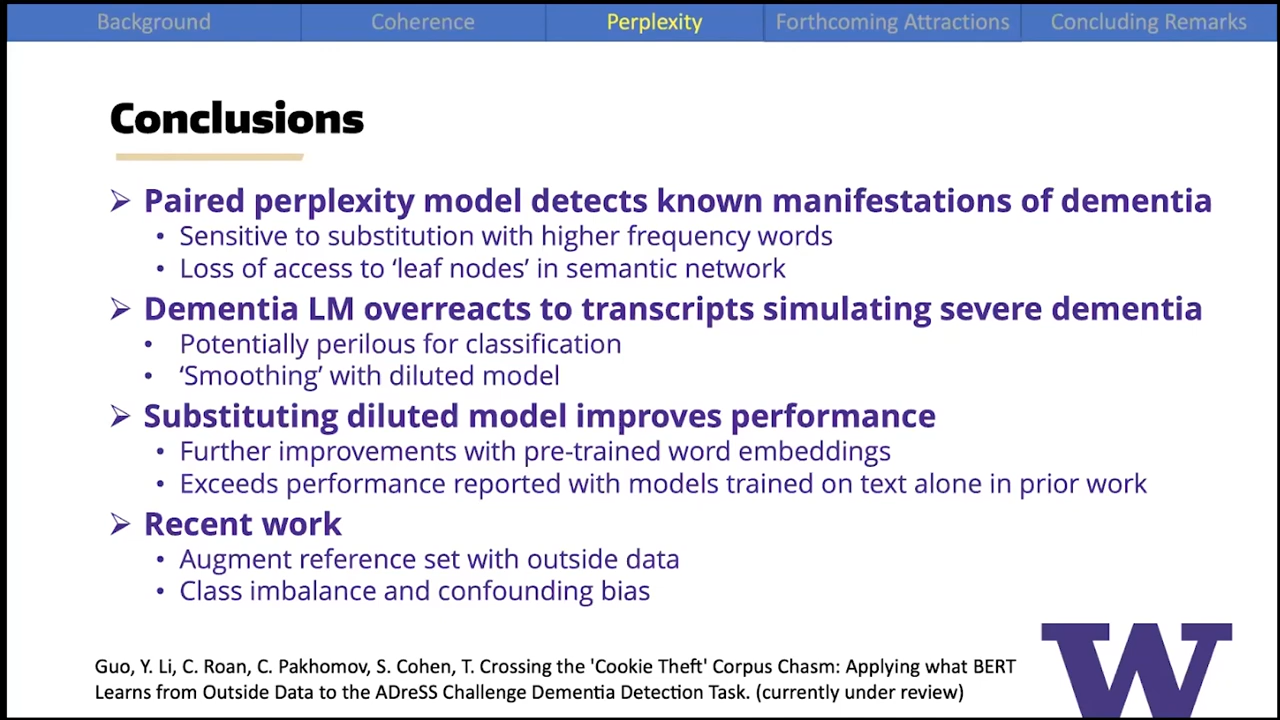 Background Coherence Perplexity Forthcoming Attractions Concluding Remarks
Conclusions
➢ Paired perplexity model detects known manifestations of dementia
• Sensitive to substitution with higher frequency words
• Loss of access to ‘leaf nodes’ in semantic network
➢ Dementia LM overreacts to transcripts simulating severe dementia
• Potentially perilous for classification
• ‘Smoothing’ with diluted model
➢ Substituting diluted model improves performance
• Further improvements with pre-trained word embeddings
• Exceeds performance reported with models trained on text alone in prior work
➢ Recent work
• Augment reference set with outside data
• Class imbalance and confounding bias
Guo, Y. Li, C. Roan, C. Pakhomov, S. Cohen, T. Crossing the 'Cookie Theft' Corpus Chasm: Applying what BERT
Learns from Outside Data to the ADreSS Challenge Dementia Detection Task. (currently under review)
W